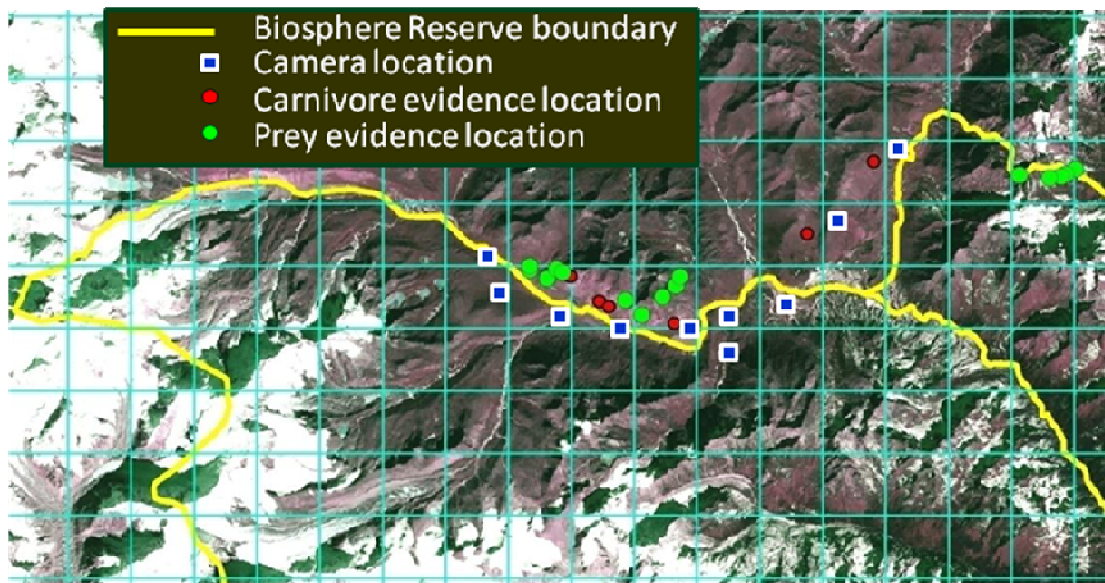 Biosphere Reserve boundary
Camera location
Carnivore evidence location
Prey evidence location